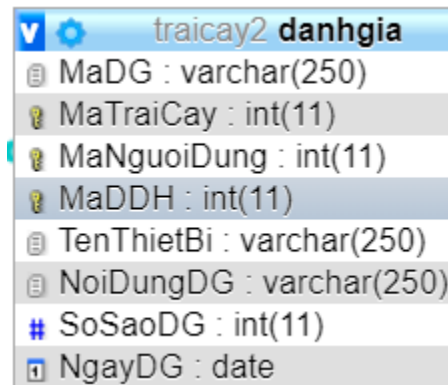 V traicay2 danhgia
MaDG : varchar(250)
MaTraiCay : int(11)
MaNguoiDung : int(11)
MaDDH : int(11)
TenThietBi : varchar(250)
NoiDungDG : varchar(250)
# SoSaoDG : int(11)
NgayDG : date